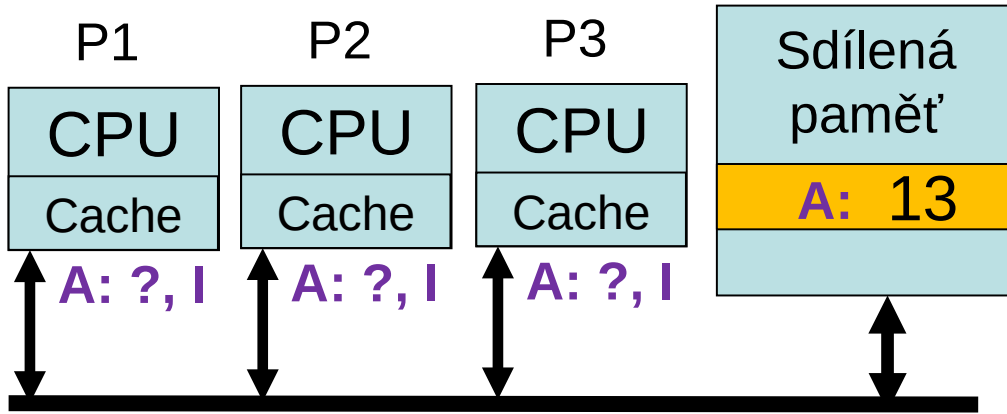 P1
P2
P3
CPU
Cache
A: ?, I
CPU
Cache
A: ?, I
CPU
Cache
A: ?, I
Sdílená
paměť
A: 13